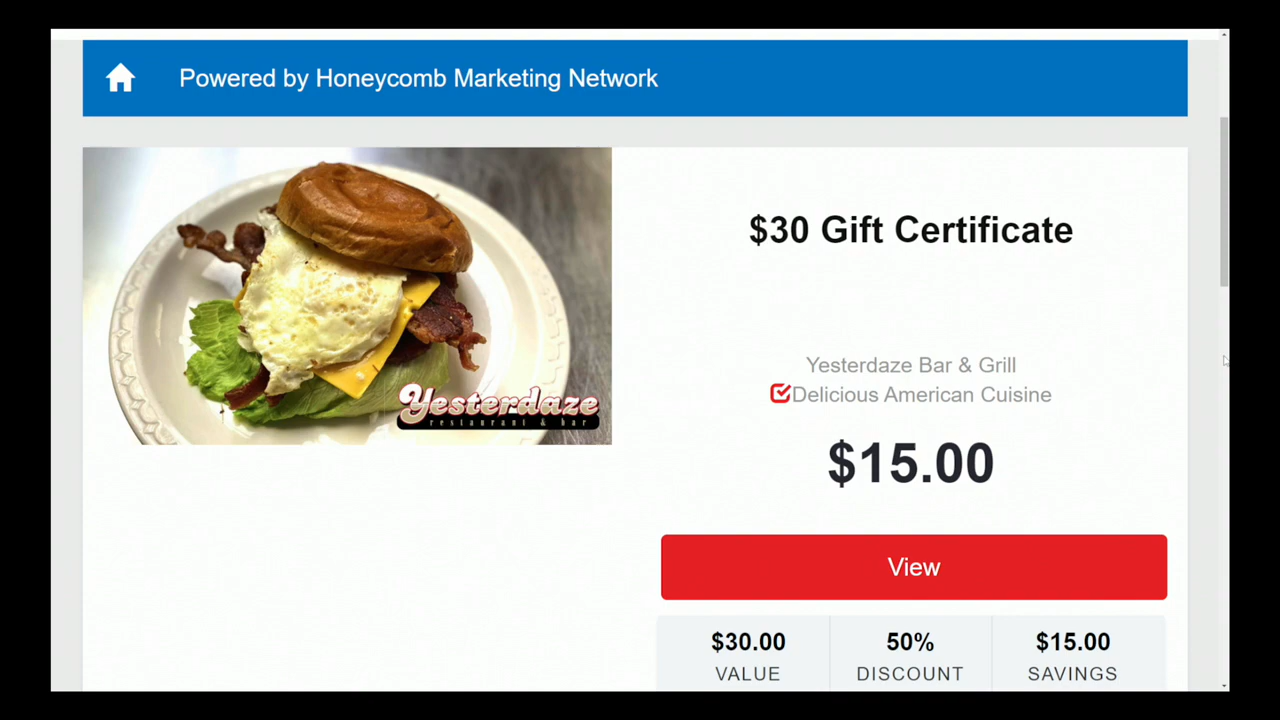 Powered by Honeycomb Marketing Network
$30 Gift Certificate
Yesterdaze
restaurant & bar
Yesterdaze Bar & Grill
Delicious American Cuisine
$15.00
View
$30.00 50% $15.00
VALUE DISCOUNT SAVINGS